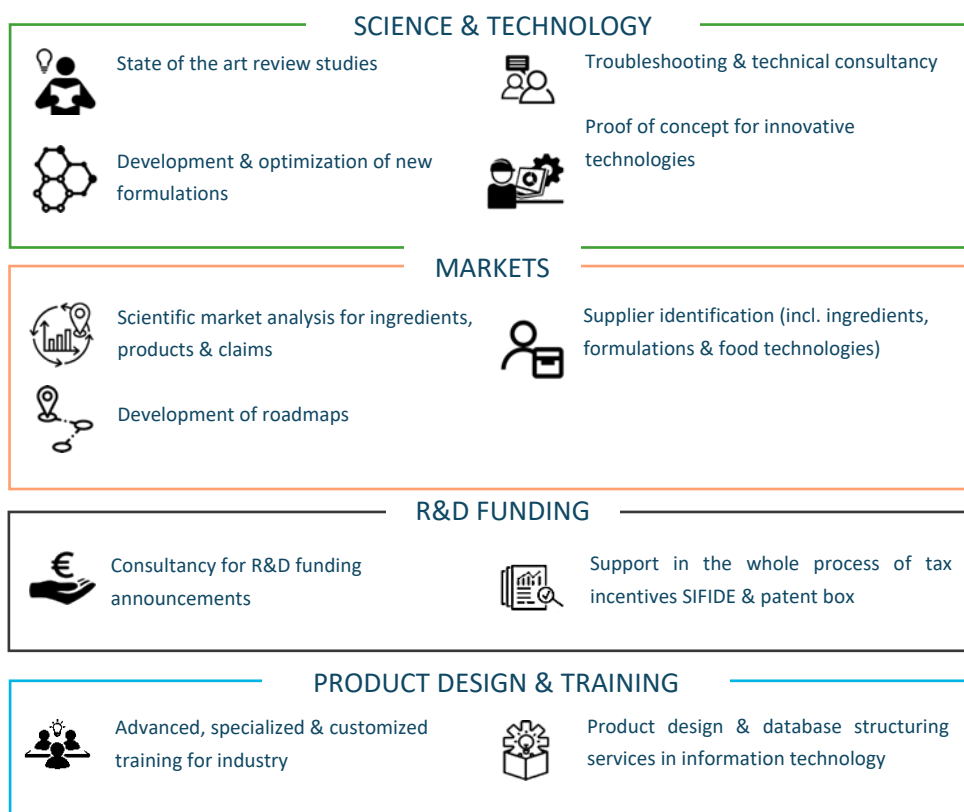 SCIENCE & TECHNOLOGY
State of the art review studies
Troubleshooting & technical consultancy
Development & optimization of new
formulations
Proof of concept for innovative
technologies
MARKETS
Scientific market analysis for ingredients,
products & claims
Supplier identification (incl. ingredients,
formulations & food technologies)
Development of roadmaps
R&D FUNDING
€
Consultancy for R&D funding
announcements
Support in the whole process of tax
incentives SIFIDE & patent box
PRODUCT DESIGN & TRAINING
Advanced, specialized & customized
training for industry
Product design & database structuring
services in information technology